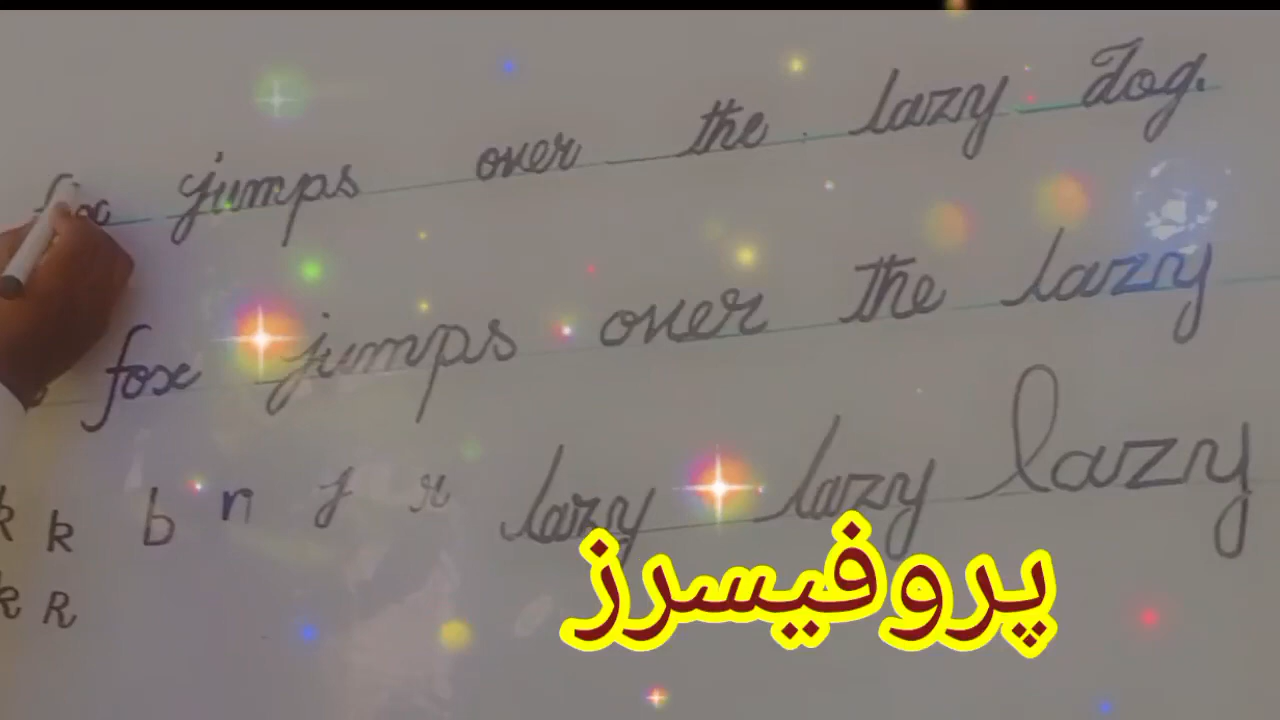 fox jumps over the lazy dog.
fox jumps over the lazy
k k b n j r lazy lazy lazy
k R
پروفیسرز